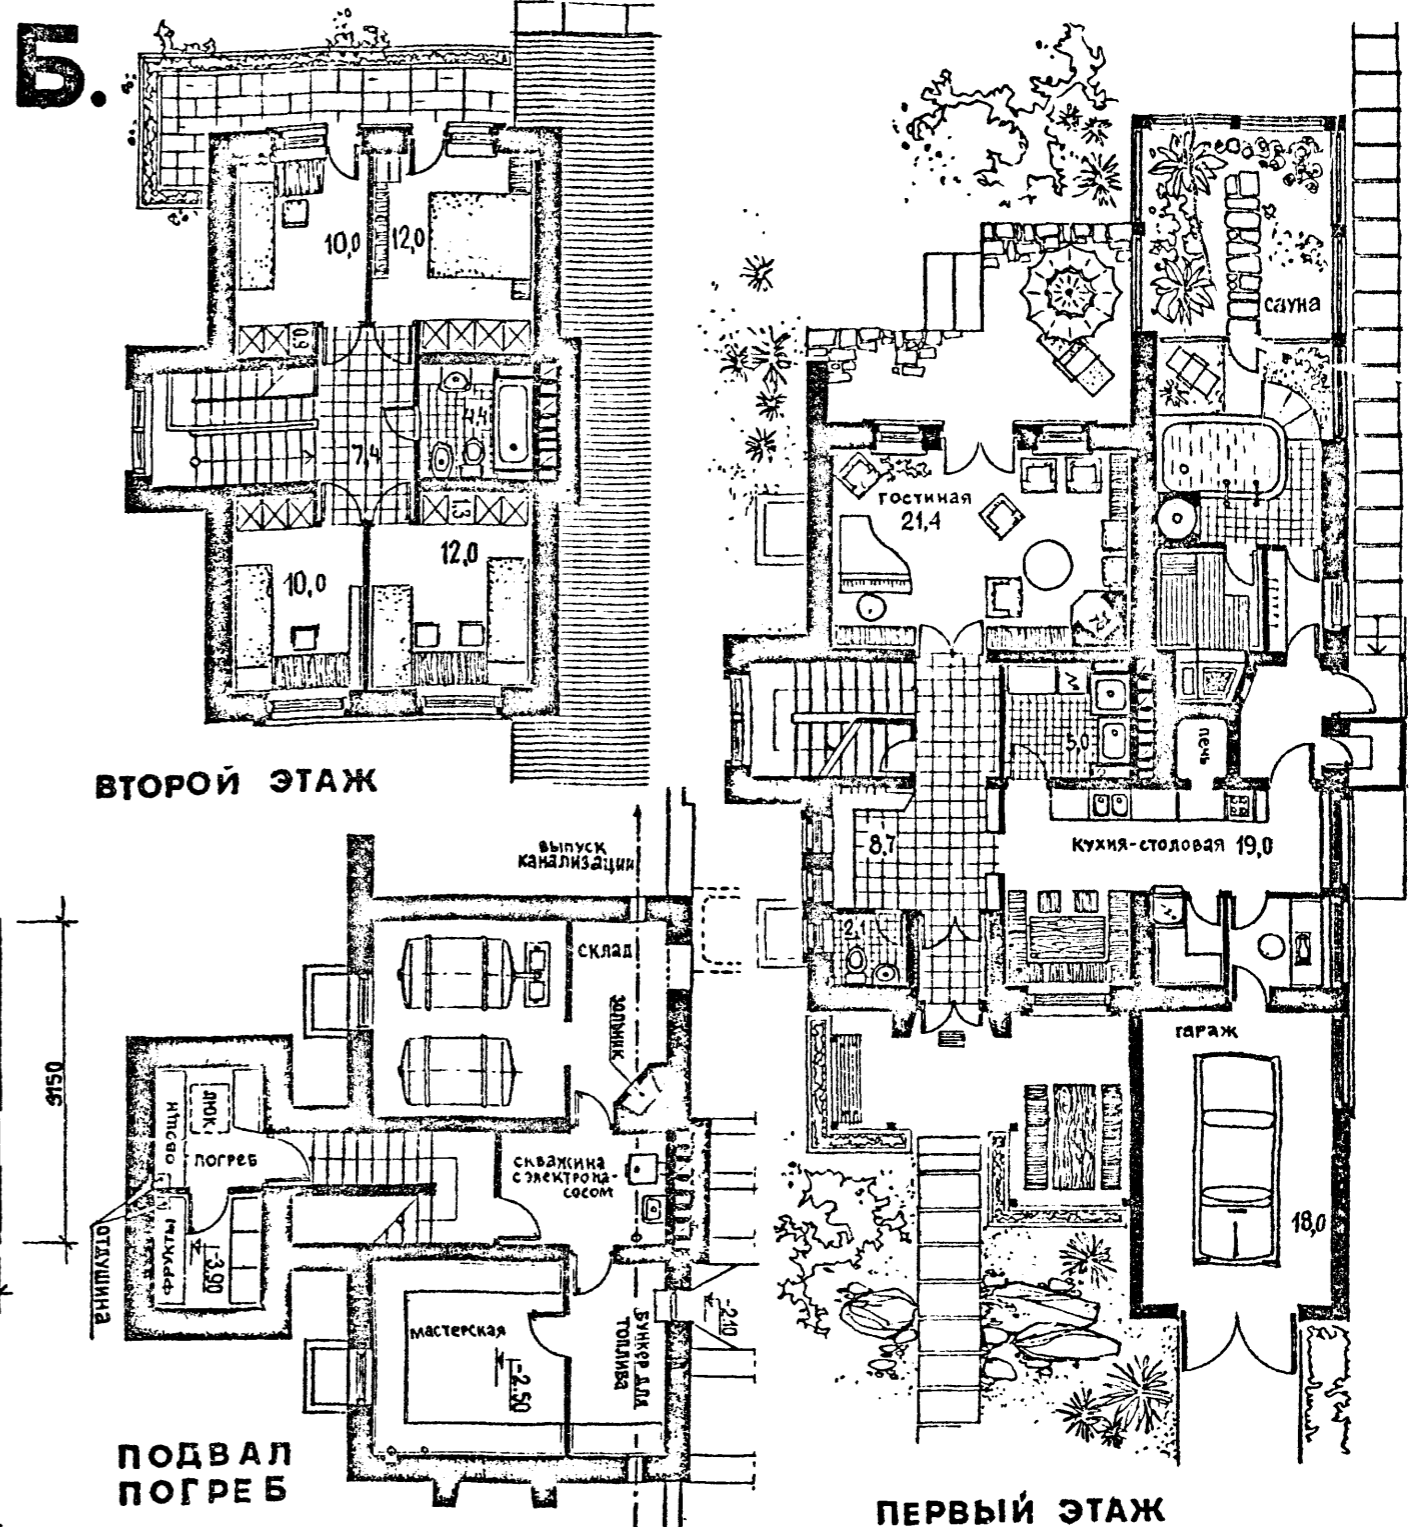 Б.
10,0
12,0
0,9
4,4
7,4
1,3
10,0
12,0
ВТОРОЙ ЭТАЖ
сауна
гостиная
21,4
5,0
печь
8,7
кухня-столовая 19,0
2,1
гараж
18,0
ПЕРВЫЙ ЭТАЖ
выпуск
канализации
склад
зольник
9150
люк
погреб
скважина
с электрона-
сосом
отдушина
-3.90
мастерская
-2.50
бункер для
топлива
-2.10
ПОДВАЛ
ПОГРЕБ